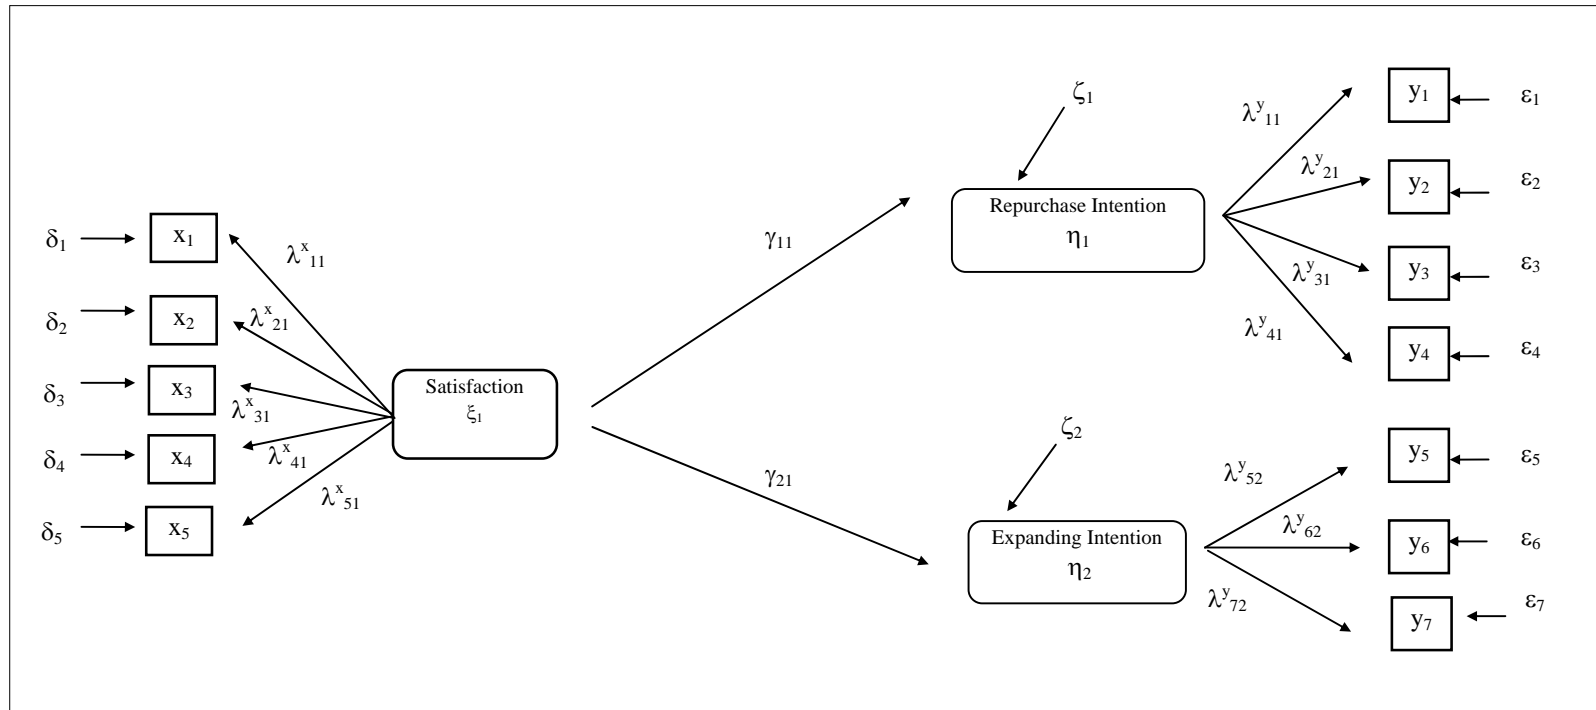 δ₁ x₁ λˣ₁₁
δ₂ x₂ λˣ₂₁
δ₃ x₃ λˣ₃₁
δ₄ x₄ λˣ₄₁
δ₅ x₅ λˣ₅₁
Satisfaction
ξ₁
γ₁₁
γ₂₁
ζ₁
Repurchase Intention
η₁
λʸ₁₁ y₁ ε₁
λʸ₂₁ y₂ ε₂
λʸ₃₁ y₃ ε₃
λʸ₄₁ y₄ ε₄
ζ₂
Expanding Intention
η₂
λʸ₅₂ y₅ ε₅
λʸ₆₂ y₆ ε₆
λʸ₇₂ y₇ ε₇